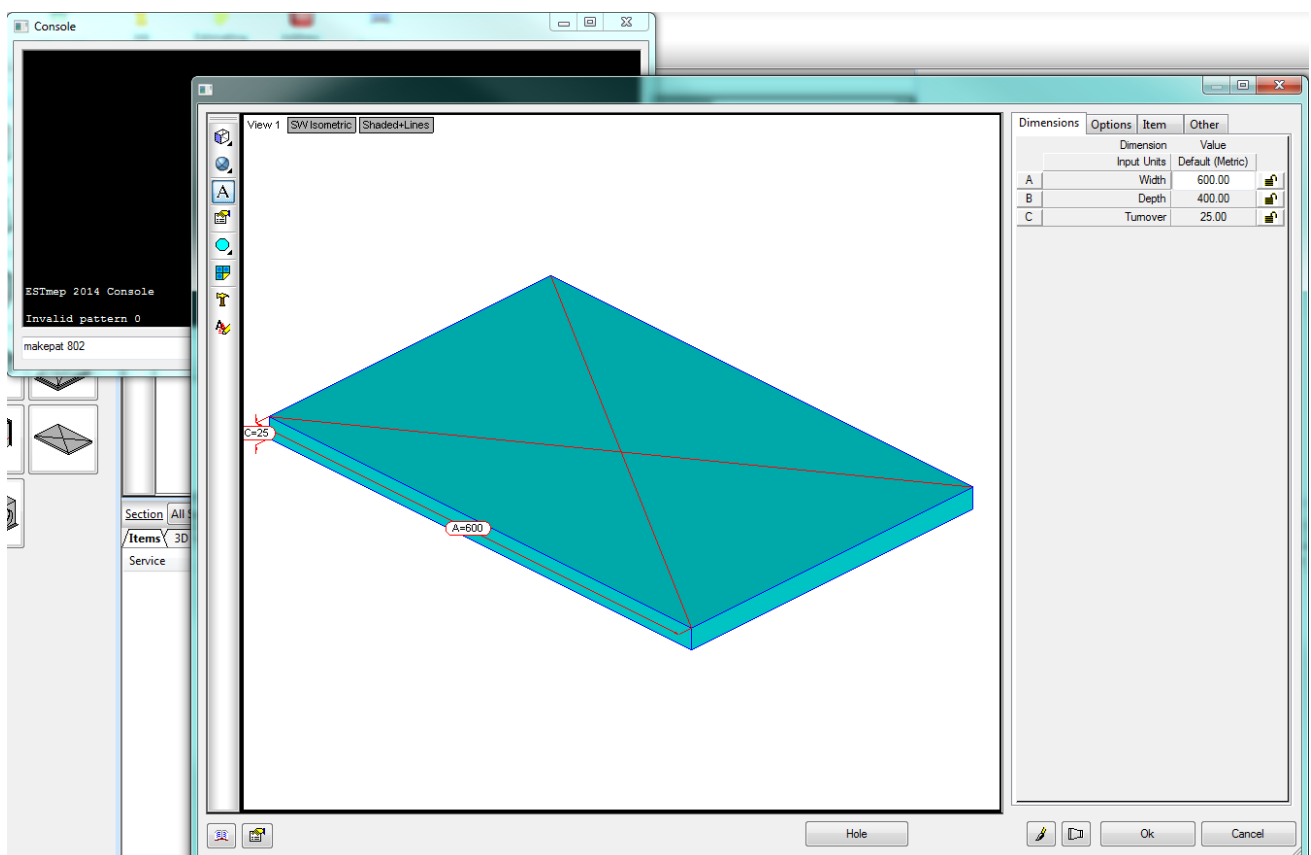 Console
ESTmep 2014 Console
Invalid pattern 0
makepat 802
Section All
Items 3D
Service
View 1 SW Isometric Shaded+Lines
A
C=25
A=600
Hole
Dimensions Options Item Other
Dimension Value
Input Units Default (Metric)
A Width 600.00
B Depth 400.00
C Turnover 25.00
Ok Cancel